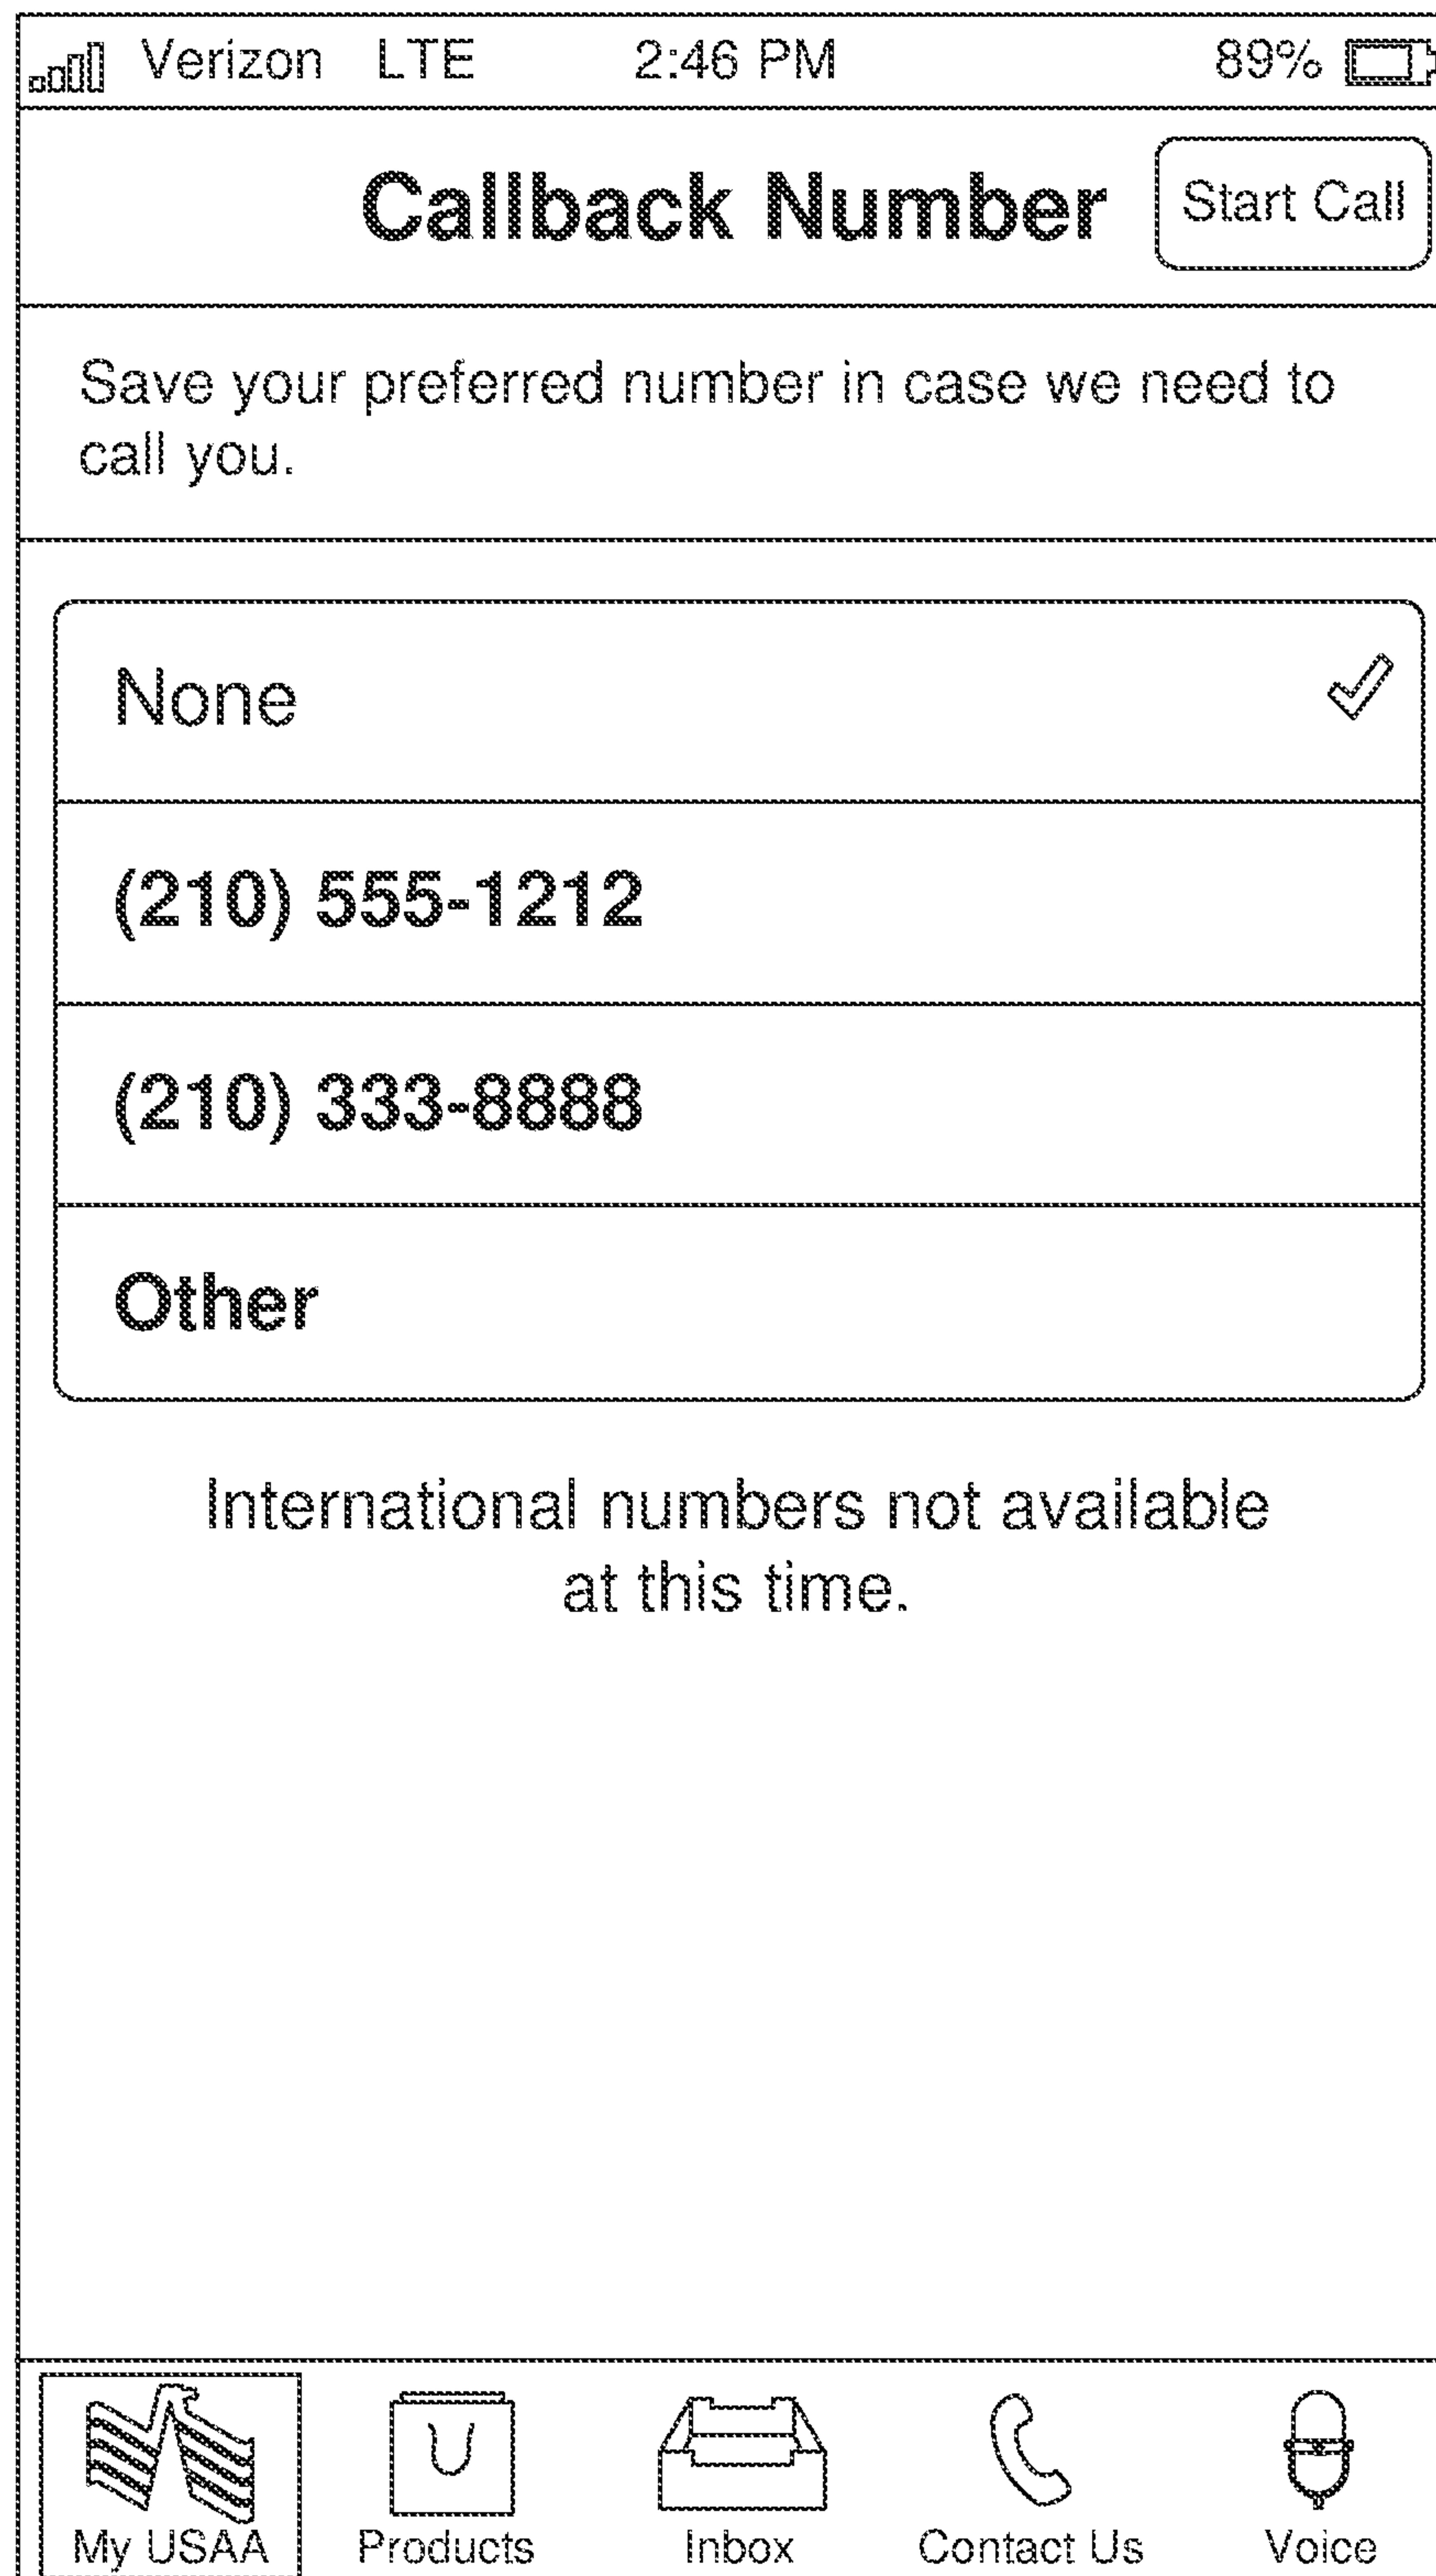 Verizon LTE 2:46 PM 89%
Callback Number Start Call
Save your preferred number in case we need to
call you.
None
(210) 555-1212
(210) 333-8888
Other
International numbers not available
at this time.
My USAA Products Inbox Contact Us Voice